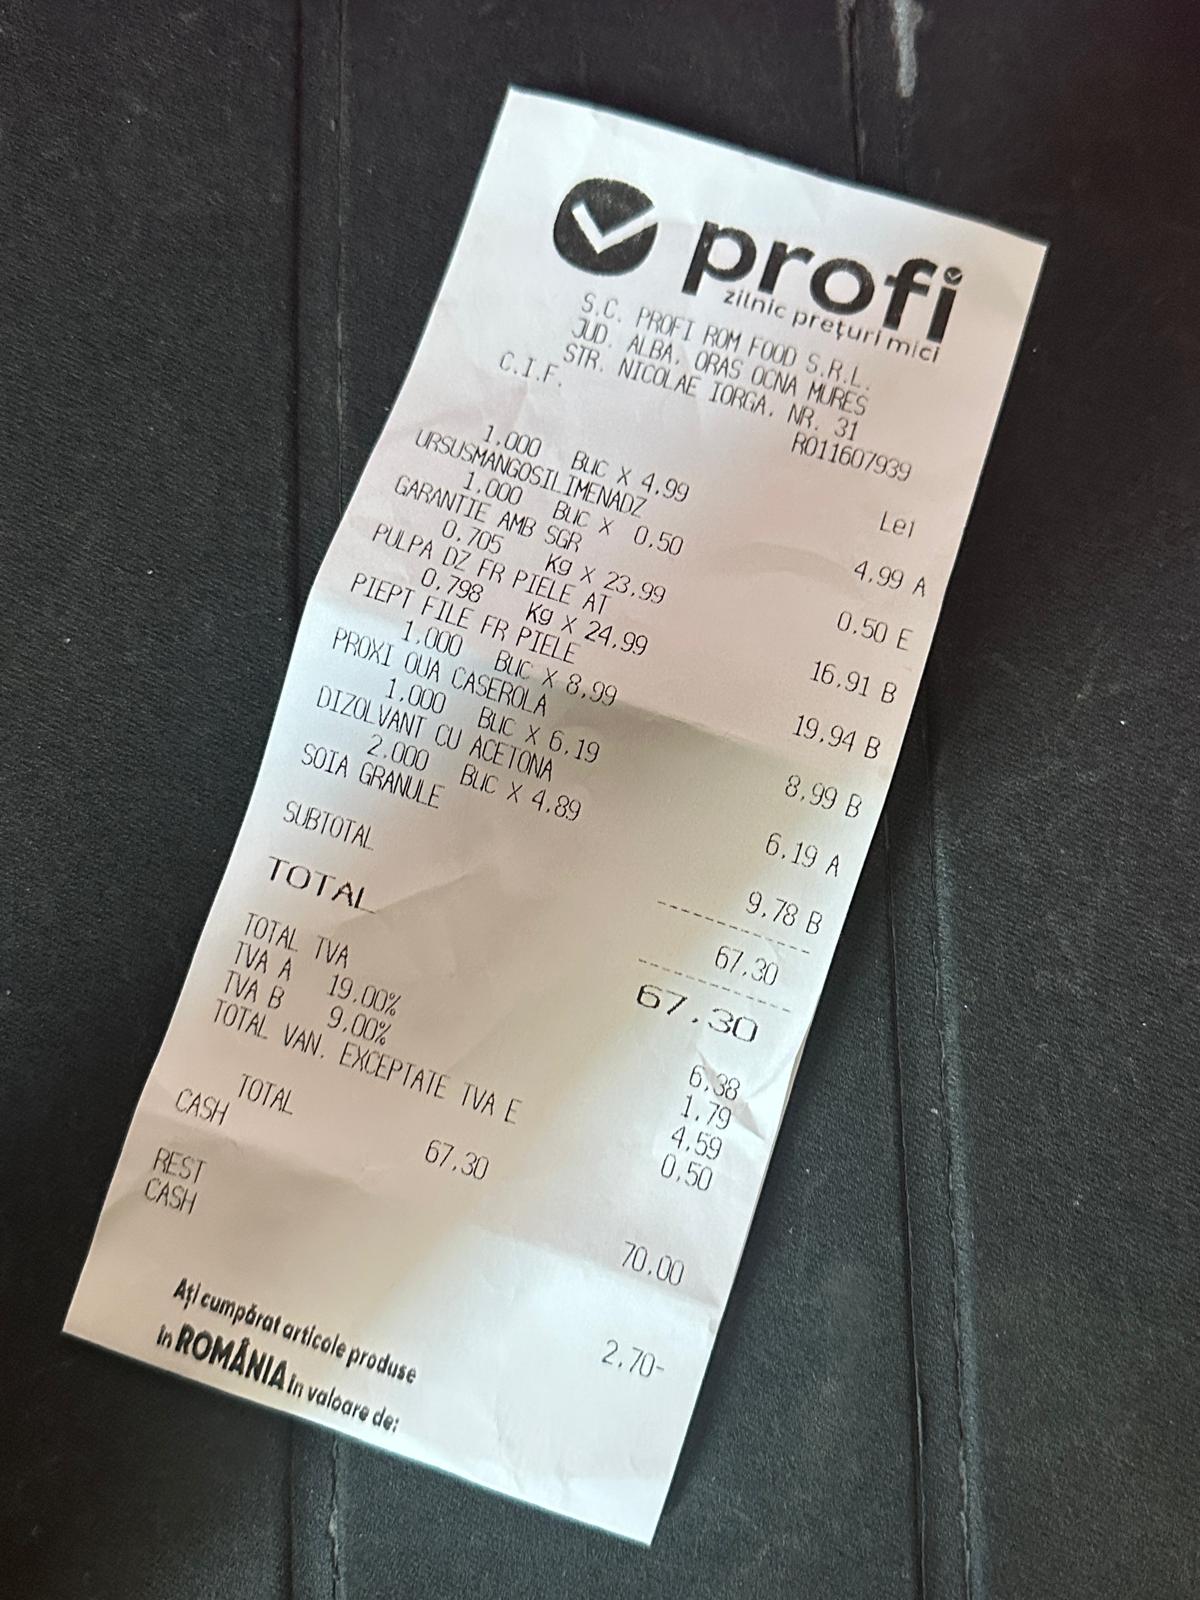 profi
zilnic prețuri mici
S.C. PROFI ROM FOOD S.R.L.
JUD. ALBA, ORAS OCNA MURES
STR. NICOLAE IORGA, NR. 31
C.I.F. RO11607939
Lei
1.000 BUC X 4.99
URSUSMANGOSILIMENADZ 4,99 A
1.000 BUC X 0.50
GARANTIE AMB SGR 0.50 E
0.705 Kg X 23.99
PULPA DZ FR PIELE AT 16.91 B
0.798 Kg X 24.99
PIEPT FILE FR PIELE 19,94 B
1.000 BUC X 8,99
PROXI OUA CASEROLA 8,99 B
1.000 BUC X 6.19
DIZOLVANT CU ACETONA 6.19 A
2.000 BUC X 4.89
SOIA GRANULE 9.78 B
SUBTOTAL 67,30
TOTAL 67.30
TOTAL TVA 6,38
TVA A 19.00% 1.79
TVA B 9.00% 4,59
TOTAL VAN. EXCEPTATE TVA E 0,50
TOTAL 67,30
CASH 70.00
REST
CASH 2.70-
Ați cumpărat articole produse
în ROMÂNIA în valoare de: